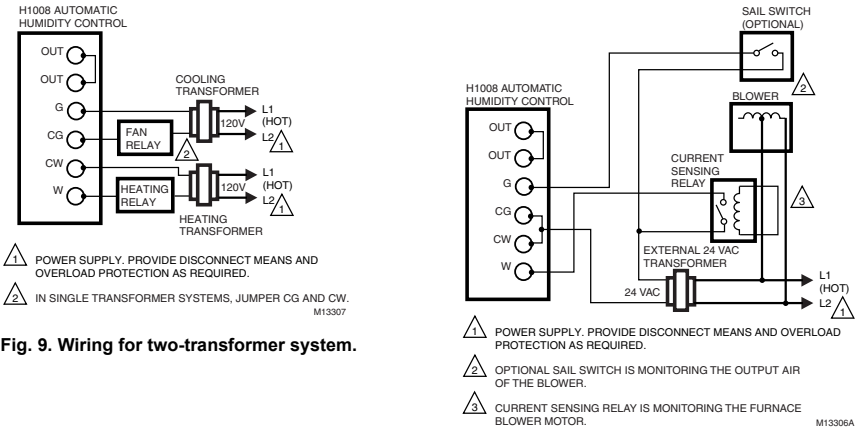 H1008 AUTOMATIC
HUMIDITY CONTROL
OUT
OUT
G
CG
CW
W
FAN
RELAY
HEATING
RELAY
COOLING
TRANSFORMER
120V
L1
(HOT)
L2
1
2
120V
L1
(HOT)
L2
1
HEATING
TRANSFORMER
1 POWER SUPPLY. PROVIDE DISCONNECT MEANS AND
OVERLOAD PROTECTION AS REQUIRED.
2 IN SINGLE TRANSFORMER SYSTEMS, JUMPER CG AND CW.
M13307
Fig. 9. Wiring for two-transformer system.
SAIL SWITCH
(OPTIONAL)
2
H1008 AUTOMATIC
HUMIDITY CONTROL
OUT
OUT
G
CG
CW
W
BLOWER
CURRENT
SENSING
RELAY
3
EXTERNAL 24 VAC
TRANSFORMER
24 VAC
L1
(HOT)
L2
1
1 POWER SUPPLY. PROVIDE DISCONNECT MEANS AND OVERLOAD
PROTECTION AS REQUIRED.
2 OPTIONAL SAIL SWITCH IS MONITORING THE OUTPUT AIR
OF THE BLOWER.
3 CURRENT SENSING RELAY IS MONITORING THE FURNACE
BLOWER MOTOR.
M13306A